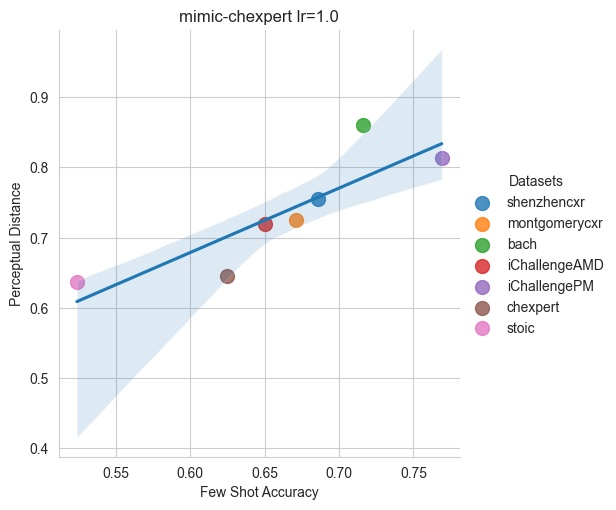 mimic-chexpert lr=1.0
Perceptual Distance
0.9
0.8
0.7
0.6
0.5
0.4
0.55
0.60
0.65
0.70
0.75
Few Shot Accuracy
Datasets
shenzhencxr
montgomerycxr
bach
iChallengeAMD
iChallengePM
chexpert
stoic